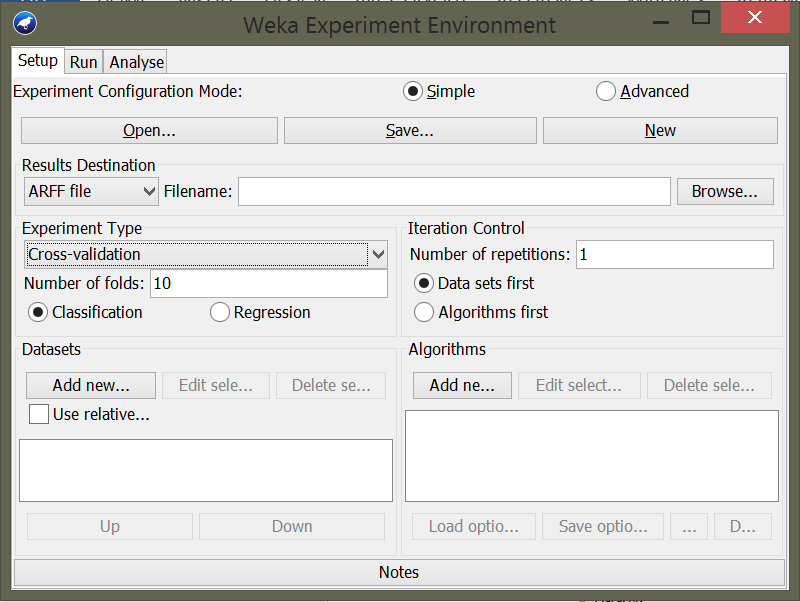 Weka Experiment Environment
Setup Run Analyse
Experiment Configuration Mode: Simple Advanced
Open... Save... New
Results Destination
ARFF file Filename: Browse...
Experiment Type Iteration Control
Cross-validation Number of repetitions: 1
Number of folds: 10 Data sets first
Classification Regression Algorithms first
Datasets Algorithms
Add new... Edit sele... Delete se... Add ne... Edit select... Delete sele...
Use relative...
Up Down Load optio... Save optio... ... D...
Notes